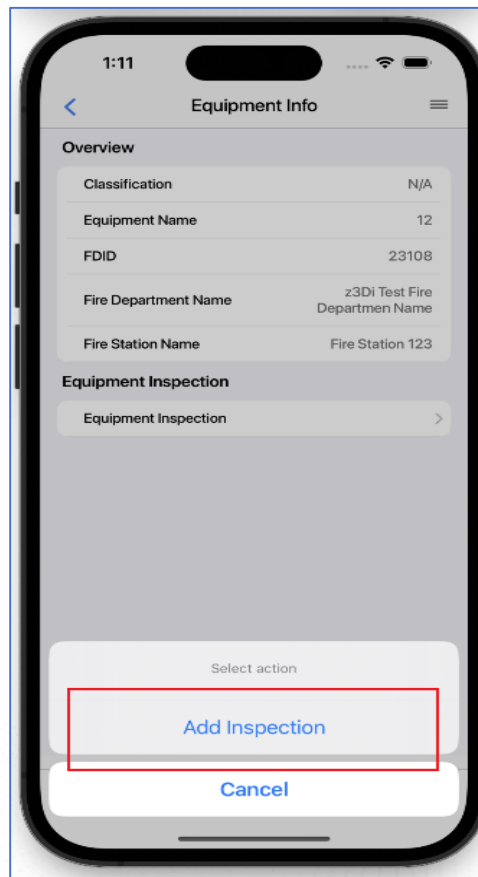 1:11
Equipment Info
Overview
Classification N/A
Equipment Name 12
FDID 23108
Fire Department Name z3Di Test Fire
Departmen Name
Fire Station Name Fire Station 123
Equipment Inspection
Equipment Inspection
Select action
Add Inspection
Cancel